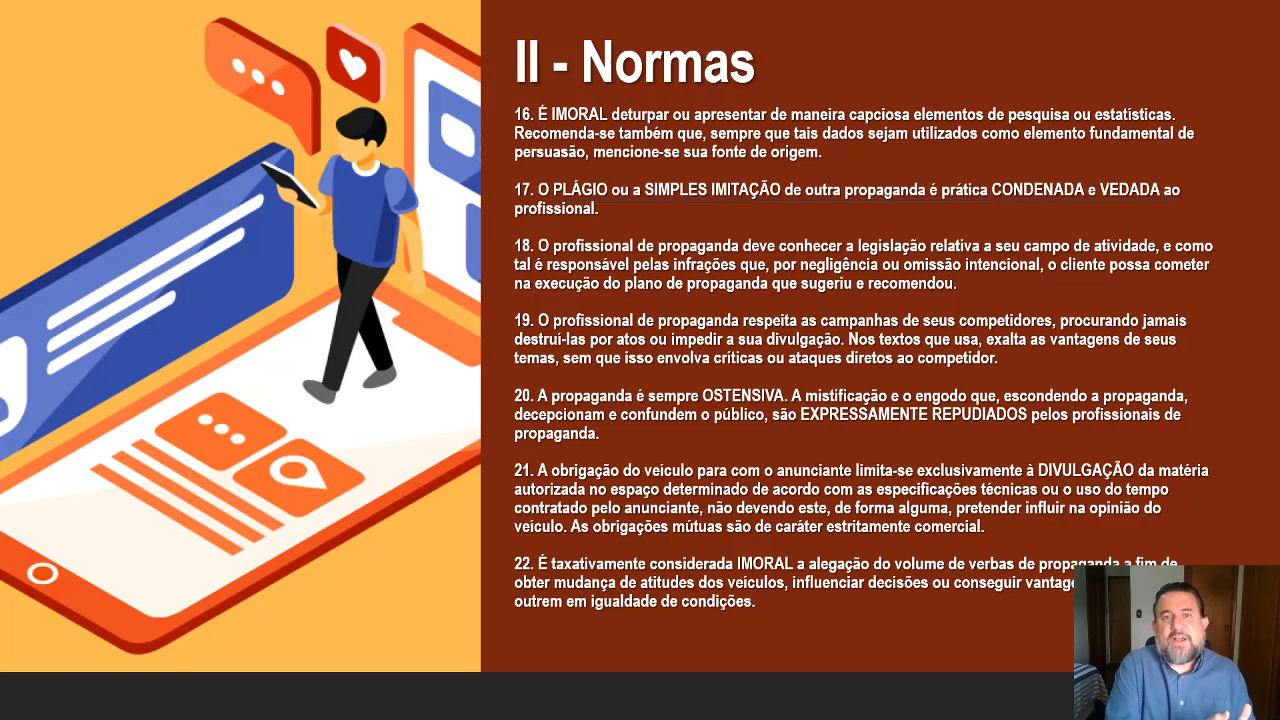 II - Normas
16. É IMORAL deturpar ou apresentar de maneira capciosa elementos de pesquisa ou estatísticas.
Recomenda-se também que, sempre que tais dados sejam utilizados como elemento fundamental de
persuasão, mencione-se sua fonte de origem.
17. O PLÁGIO ou a SIMPLES IMITAÇÃO de outra propaganda é prática CONDENADA e VEDADA ao
profissional.
18. O profissional de propaganda deve conhecer a legislação relativa a seu campo de atividade, e como
tal é responsável pelas infrações que, por negligência ou omissão intencional, o cliente possa cometer
na execução do plano de propaganda que sugeriu e recomendou.
19. O profissional de propaganda respeita as campanhas de seus competidores, procurando jamais
destruí-las por atos ou impedir a sua divulgação. Nos textos que usa, exalta as vantagens de seus
temas, sem que isso envolva críticas ou ataques diretos ao competidor.
20. A propaganda é sempre OSTENSIVA. A mistificação e o engodo que, escondendo a propaganda,
decepcionam e confundem o público, são EXPRESSAMENTE REPUDIADOS pelos profissionais de
propaganda.
21. A obrigação do veículo para com o anunciante limita-se exclusivamente à DIVULGAÇÃO da matéria
autorizada no espaço determinado de acordo com as especificações técnicas ou o uso do tempo
contratado pelo anunciante, não devendo este, de forma alguma, pretender influir na opinião do
veículo. As obrigações mútuas são de caráter estritamente comercial.
22. É taxativamente considerada IMORAL a alegação do volume de verbas de propaganda a fim de
obter mudança de atitudes dos veículos, influenciar decisões ou conseguir
outrem em igualdade de condições.